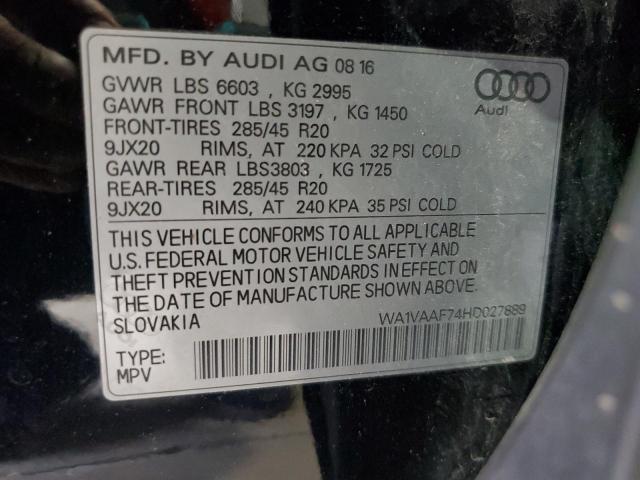 MFD. BY AUDI AG 08 16
GVWR LBS 6603 , KG 2995
GAWR FRONT LBS 3197 , KG 1450
FRONT-TIRES 285/45 R20
9JX20 RIMS, AT 220 KPA 32 PSI COLD
GAWR REAR LBS3803 , KG 1725
REAR-TIRES 285/45 R20
9JX20 RIMS, AT 240 KPA 35 PSI COLD
Audi
THIS VEHICLE CONFORMS TO ALL APPLICABLE
U.S. FEDERAL MOTOR VEHICLE SAFETY AND
THEFT PREVENTION STANDARDS IN EFFECT ON
THE DATE OF MANUFACTURE SHOWN ABOVE.
SLOVAKIA
WA1VAAF74HD027889
TYPE:
MPV